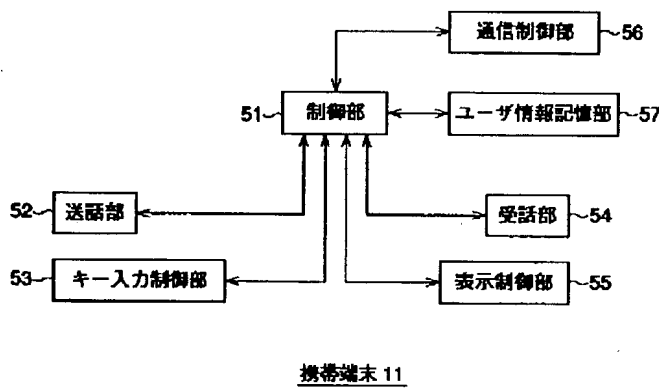 通信制御部 56
51 制御部
ユーザ情報記憶部 57
52 送話部
受話部 54
53 キー入力制御部
表示制御部 55
携帯端末 11